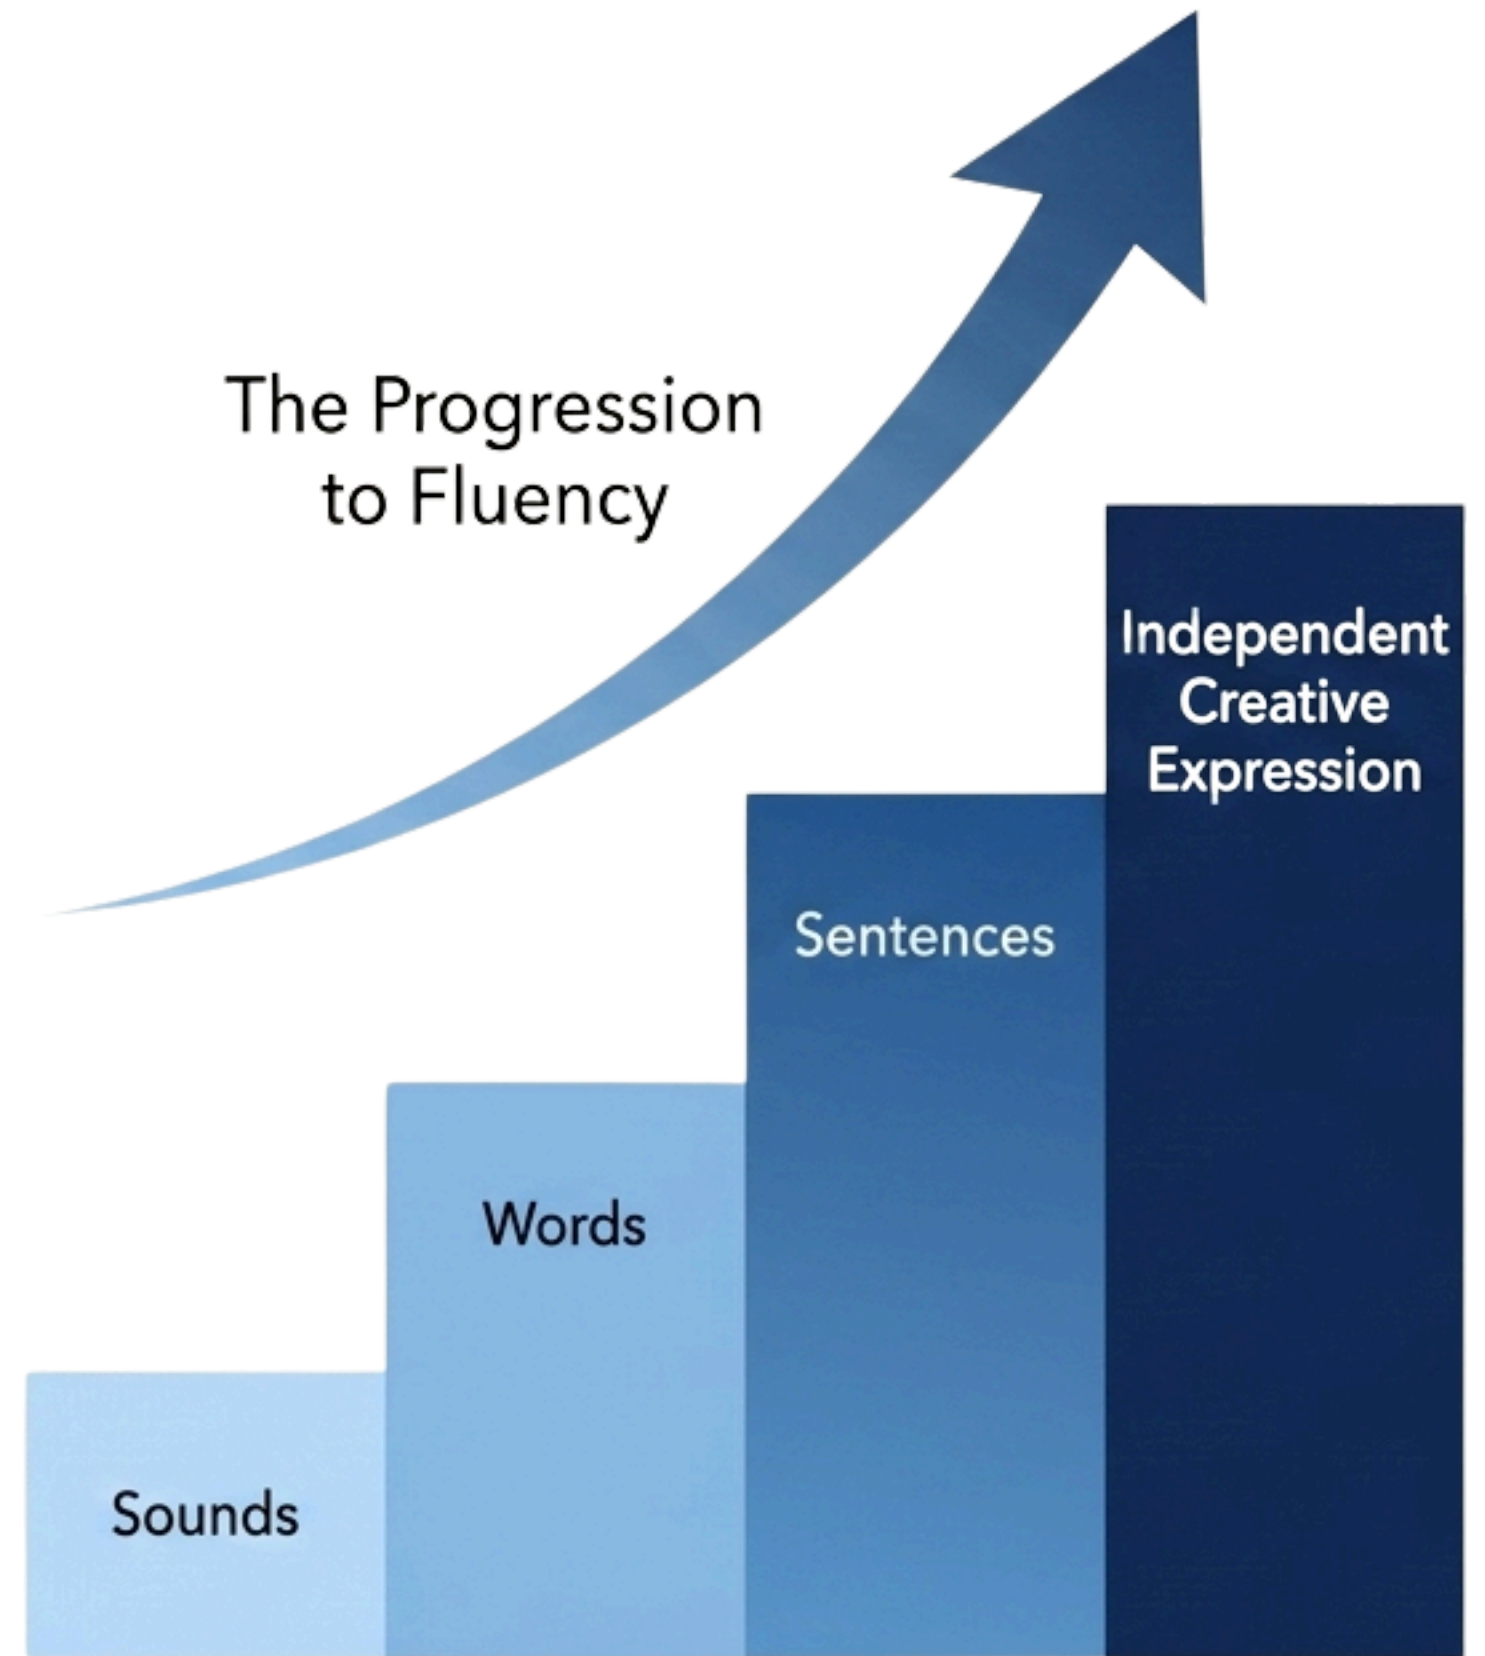 The Progression
to Fluency
Independent
Creative
Expression
Sentences
Words
Sounds